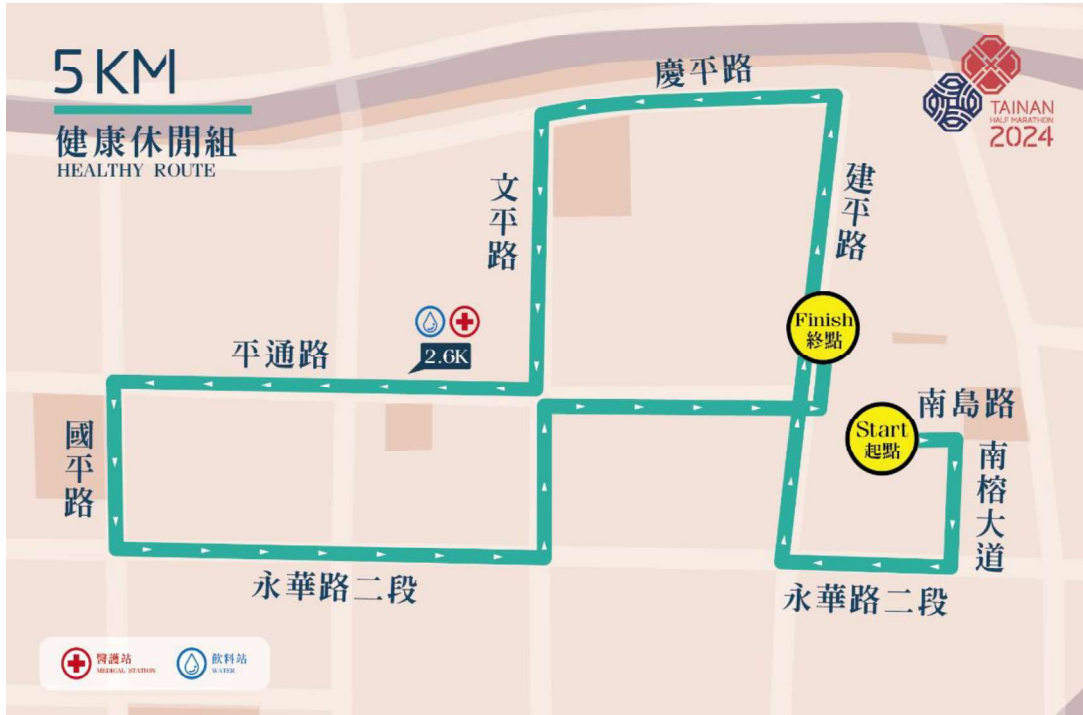 5KM
健康休閒組
HEALTHY ROUTE
TAINAN
HALF MARATHON
2024
慶平路
文平路
建平路
Finish
終點
2.6K
平通路
南島路
Start
起點
國平路
南榕大道
永華路二段
永華路二段
醫護站
MEDICAL STATION
飲料站
WATER